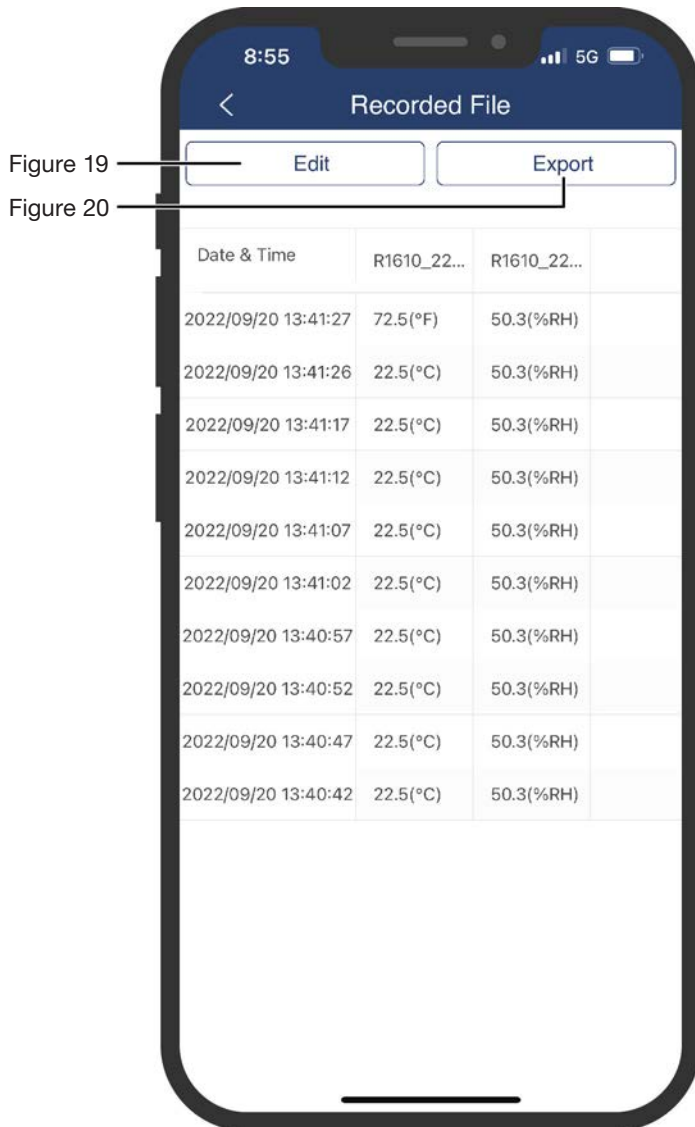 8:55 5G
Recorded File
Figure 19 Edit Export
Figure 20
Date & Time R1610_22... R1610_22...
2022/09/20 13:41:27 72.5(°F) 50.3(%RH)
2022/09/20 13:41:26 22.5(°C) 50.3(%RH)
2022/09/20 13:41:17 22.5(°C) 50.3(%RH)
2022/09/20 13:41:12 22.5(°C) 50.3(%RH)
2022/09/20 13:41:07 22.5(°C) 50.3(%RH)
2022/09/20 13:41:02 22.5(°C) 50.3(%RH)
2022/09/20 13:40:57 22.5(°C) 50.3(%RH)
2022/09/20 13:40:52 22.5(°C) 50.3(%RH)
2022/09/20 13:40:47 22.5(°C) 50.3(%RH)
2022/09/20 13:40:42 22.5(°C) 50.3(%RH)